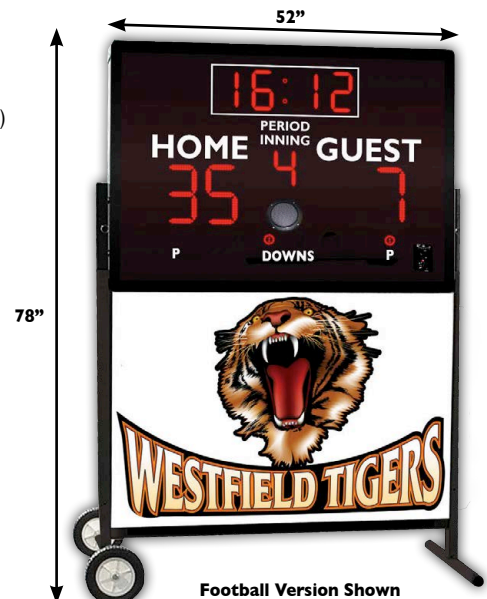 52”
)
16:12
PERIOD
INNING
HOME 4 GUEST
35 7
P DOWNS P
78”
WESTFIELD TIGERS
Football Version Shown